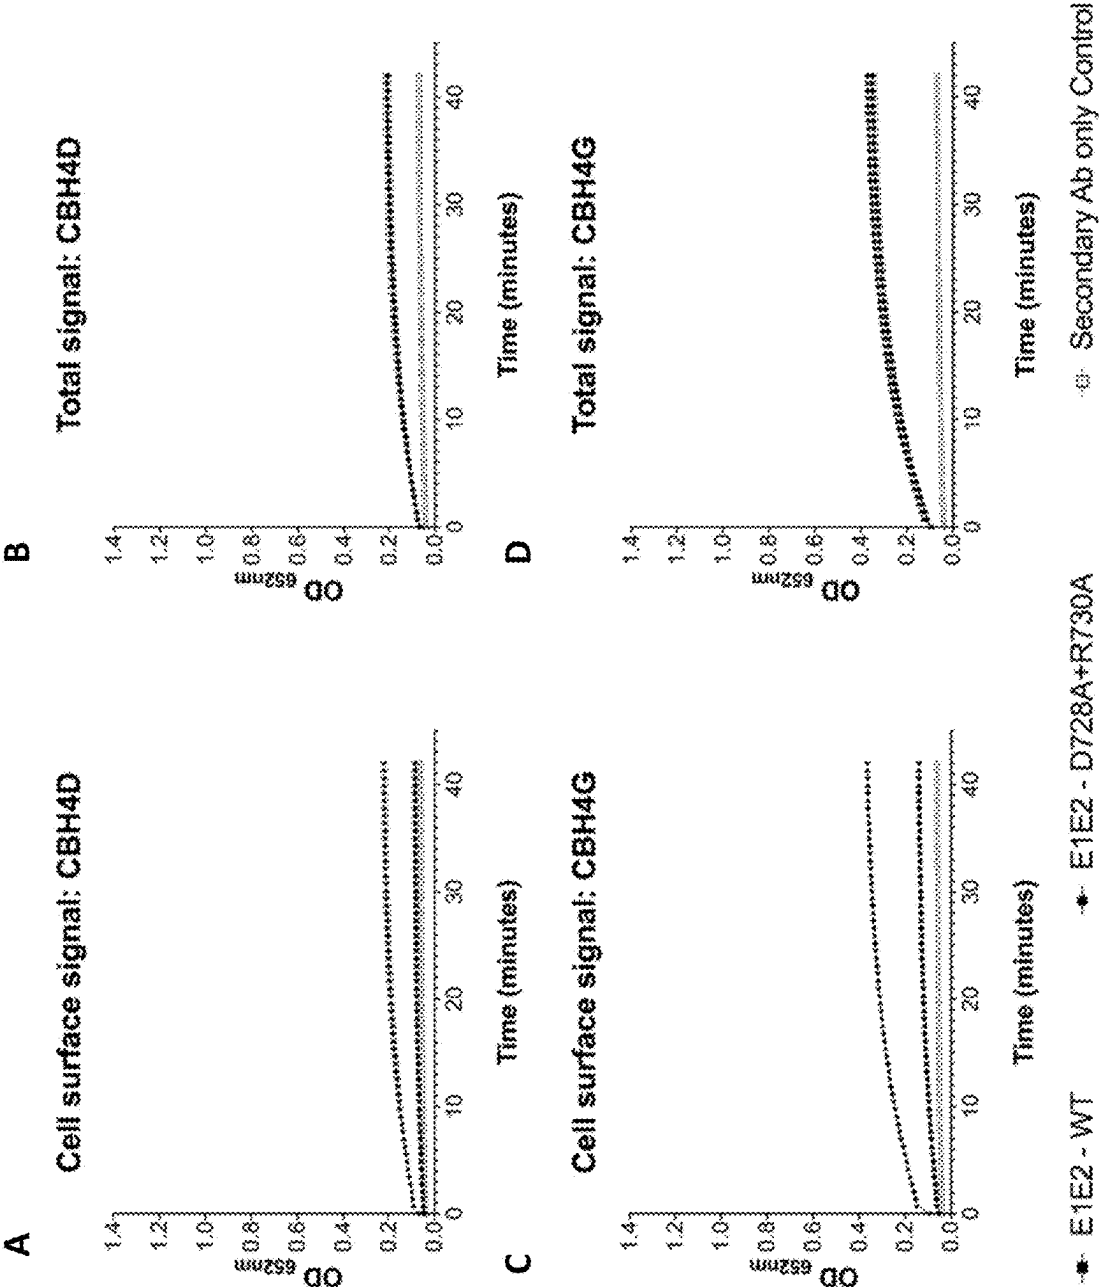 A
Cell surface signal: CBH4D
1.4
1.2
1.0
0.8
0.6
0.4
0.2
0.0
OD 652nm
0 10 20 30 40
Time (minutes)
B
Total signal: CBH4D
1.4
1.2
1.0
0.8
0.6
0.4
0.2
0.0
OD 652nm
0 10 20 30 40
Time (minutes)
C
Cell surface signal: CBH4G
1.4
1.2
1.0
0.8
0.6
0.4
0.2
0.0
OD 652nm
0 10 20 30 40
Time (minutes)
D
Total signal: CBH4G
1.4
1.2
1.0
0.8
0.6
0.4
0.2
0.0
OD 652nm
0 10 20 30 40
Time (minutes)
E1E2 - WT
E1E2 - D728A+R730A
Secondary Ab only Control